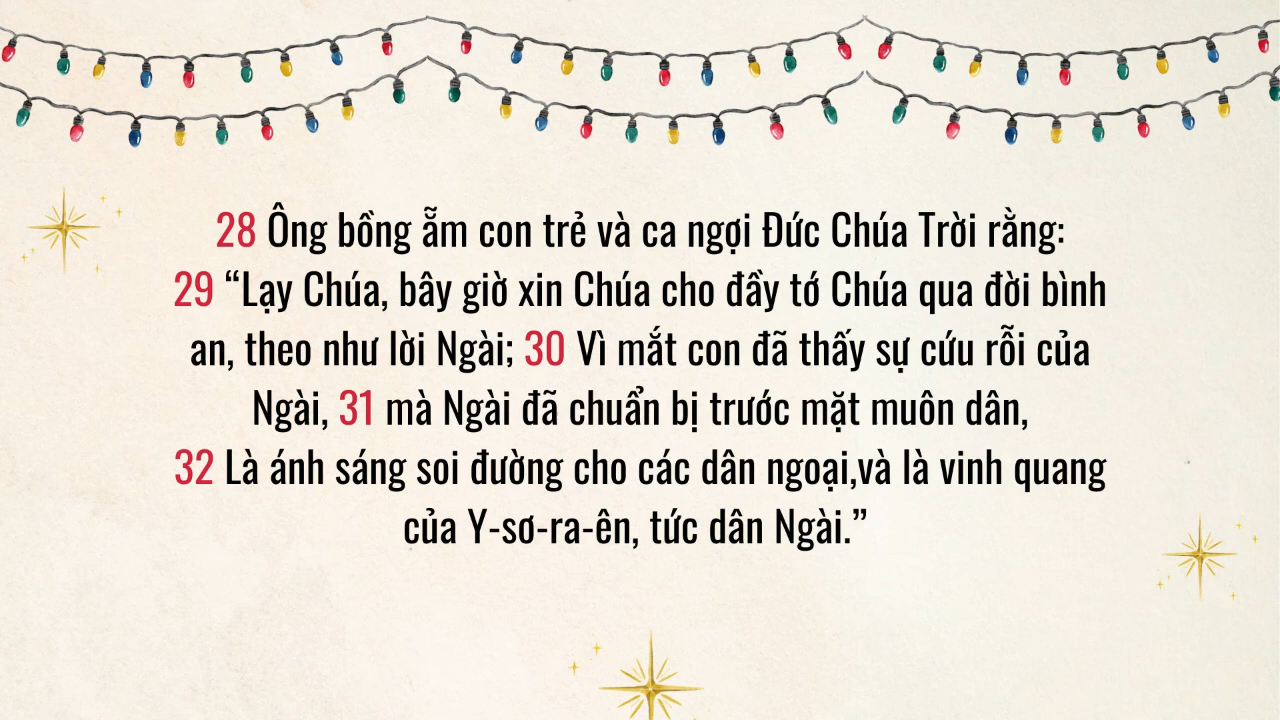 28 Ông bồng ẵm con trẻ và ca ngợi Đức Chúa Trời rằng:
29 “Lạy Chúa, bây giờ xin Chúa cho đầy tớ Chúa qua đời bình
an, theo như lời Ngài; 30 Vì mắt con đã thấy sự cứu rỗi của
Ngài, 31 mà Ngài đã chuẩn bị trước mặt muôn dân,
32 Là ánh sáng soi đường cho các dân ngoại,và là vinh quang
của Y-sơ-ra-ên, tức dân Ngài.”